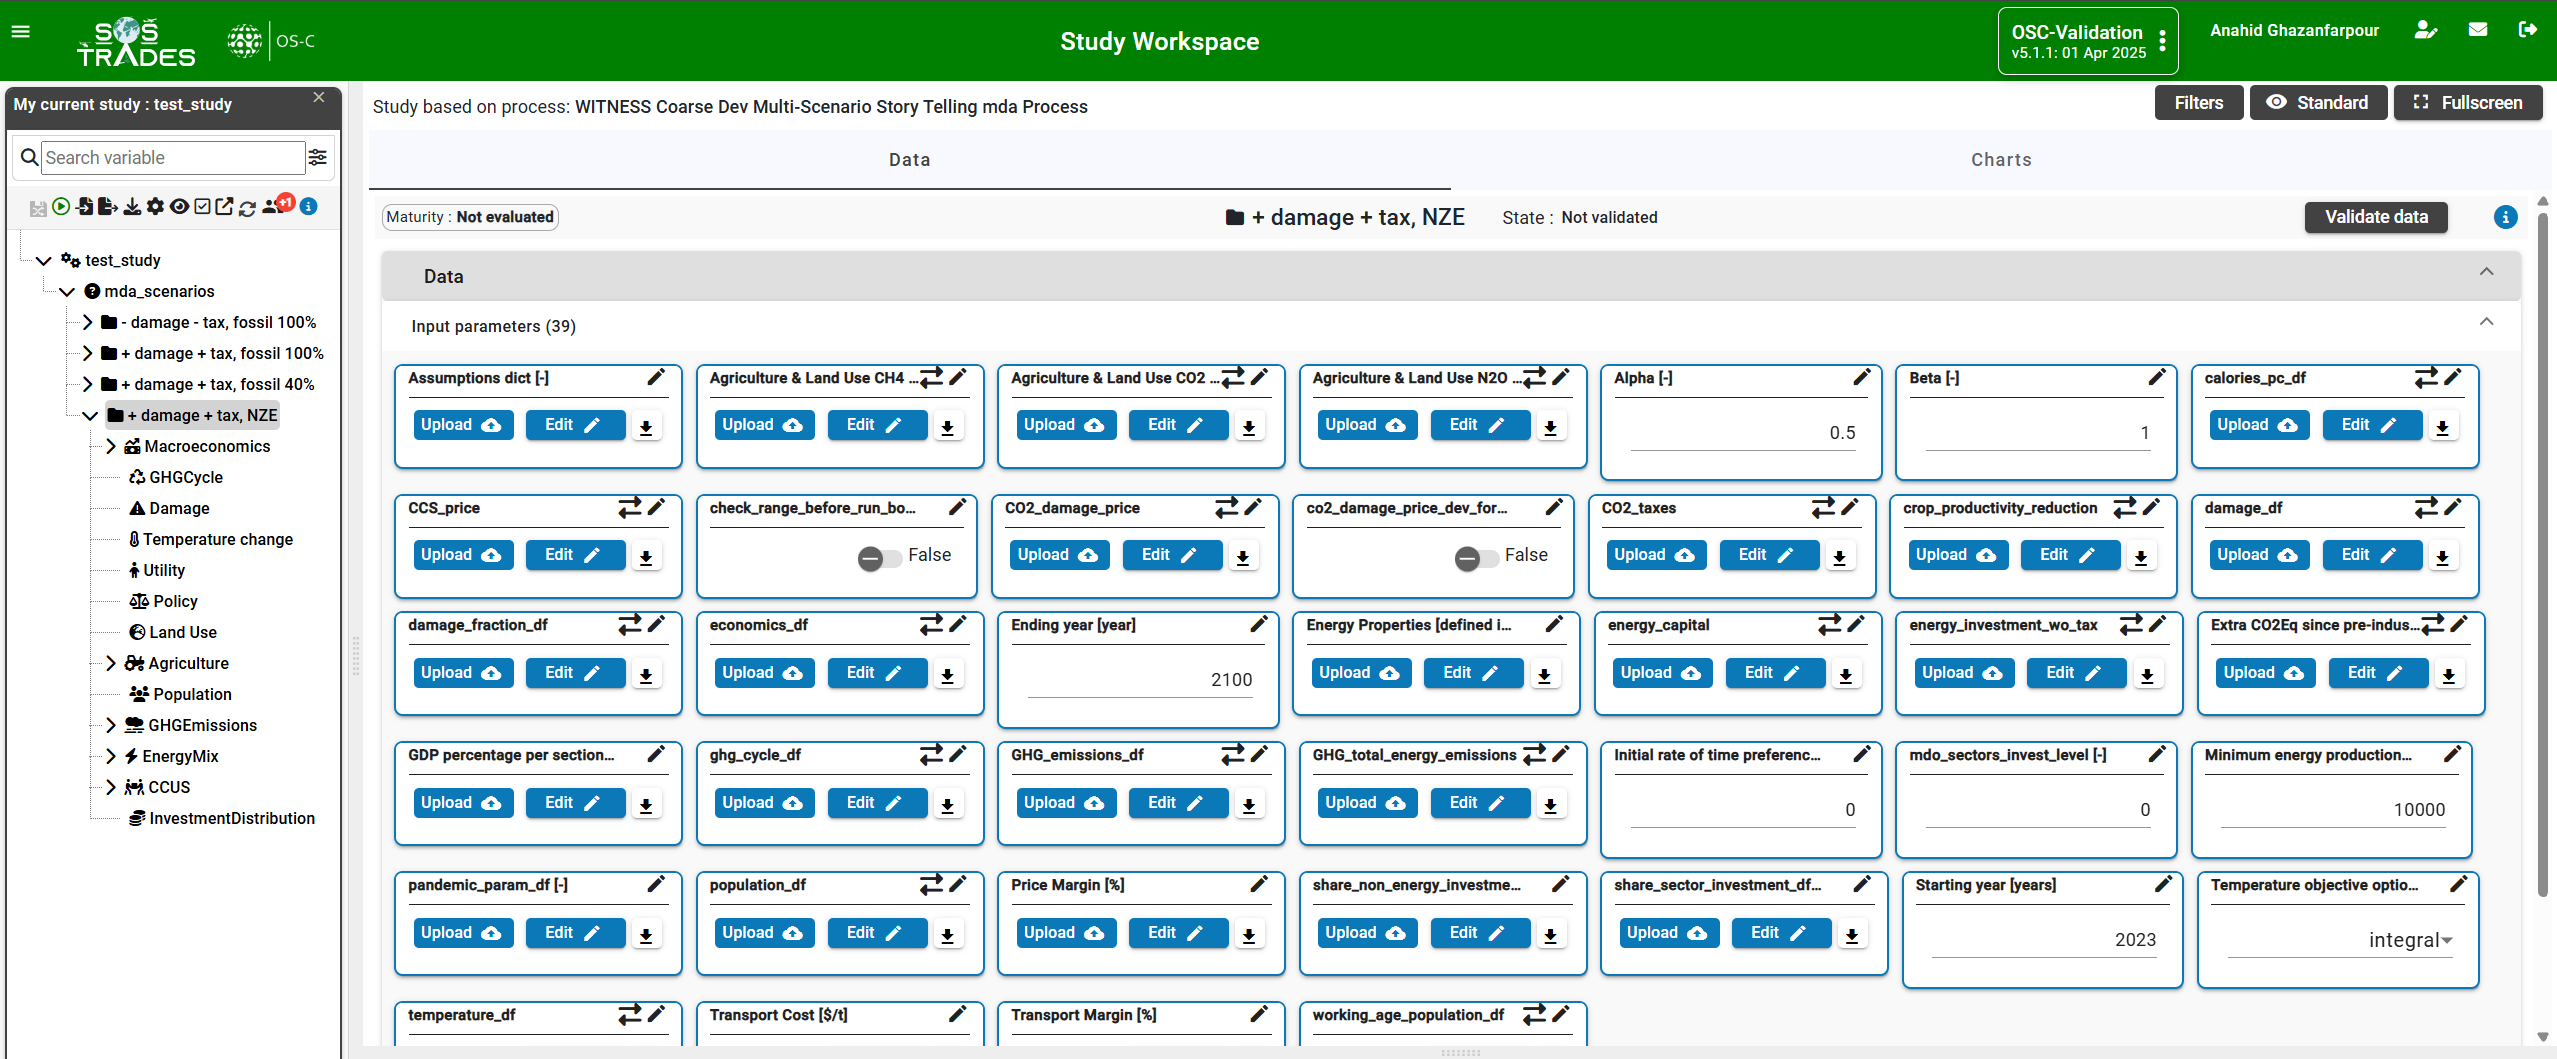 SOS TRADES
OS-C
Study Workspace
OSC-Validation
v5.1.1: 01 Apr 2025
Anahid Ghazanfarpour
My current study : test_study
Search variable
+1
test_study
mda_scenarios
- damage - tax, fossil 100%
+ damage + tax, fossil 100%
+ damage + tax, fossil 40%
+ damage + tax, NZE
Macroeconomics
GHGCycle
Damage
Temperature change
Utility
Policy
Land Use
Agriculture
Population
GHGEmissions
EnergyMix
CCUS
InvestmentDistribution
Study based on process: WITNESS Coarse Dev Multi-Scenario Story Telling mda Process
Filters
Standard
Fullscreen
Data
Charts
Maturity : Not evaluated
+ damage + tax, NZE
State : Not validated
Validate data
Data
Input parameters (39)
Assumptions dict [-]
Upload Edit
Agriculture & Land Use CH4 ...
Upload Edit
Agriculture & Land Use CO2 ...
Upload Edit
Agriculture & Land Use N2O ...
Upload Edit
Alpha [-]
0.5
Beta [-]
1
calories_pc_df
Upload Edit
CCS_price
Upload Edit
check_range_before_run_bo...
False
CO2_damage_price
Upload Edit
co2_damage_price_dev_for...
False
CO2_taxes
Upload Edit
crop_productivity_reduction
Upload Edit
damage_df
Upload Edit
damage_fraction_df
Upload Edit
economics_df
Upload Edit
Ending year [year]
2100
Energy Properties [defined i...
Upload Edit
energy_capital
Upload Edit
energy_investment_wo_tax
Upload Edit
Extra CO2Eq since pre-indus...
Upload Edit
GDP percentage per section...
Upload Edit
ghg_cycle_df
Upload Edit
GHG_emissions_df
Upload Edit
GHG_total_energy_emissions
Upload Edit
Initial rate of time preferenc...
0
mdo_sectors_invest_level [-]
0
Minimum energy production...
10000
pandemic_param_df [-]
Upload Edit
population_df
Upload Edit
Price Margin [%]
Upload Edit
share_non_energy_investme...
Upload Edit
share_sector_investment_df...
Upload Edit
Starting year [years]
2023
Temperature objective optio...
integral
temperature_df
Transport Cost [$/t]
Transport Margin [%]
working_age_population_df